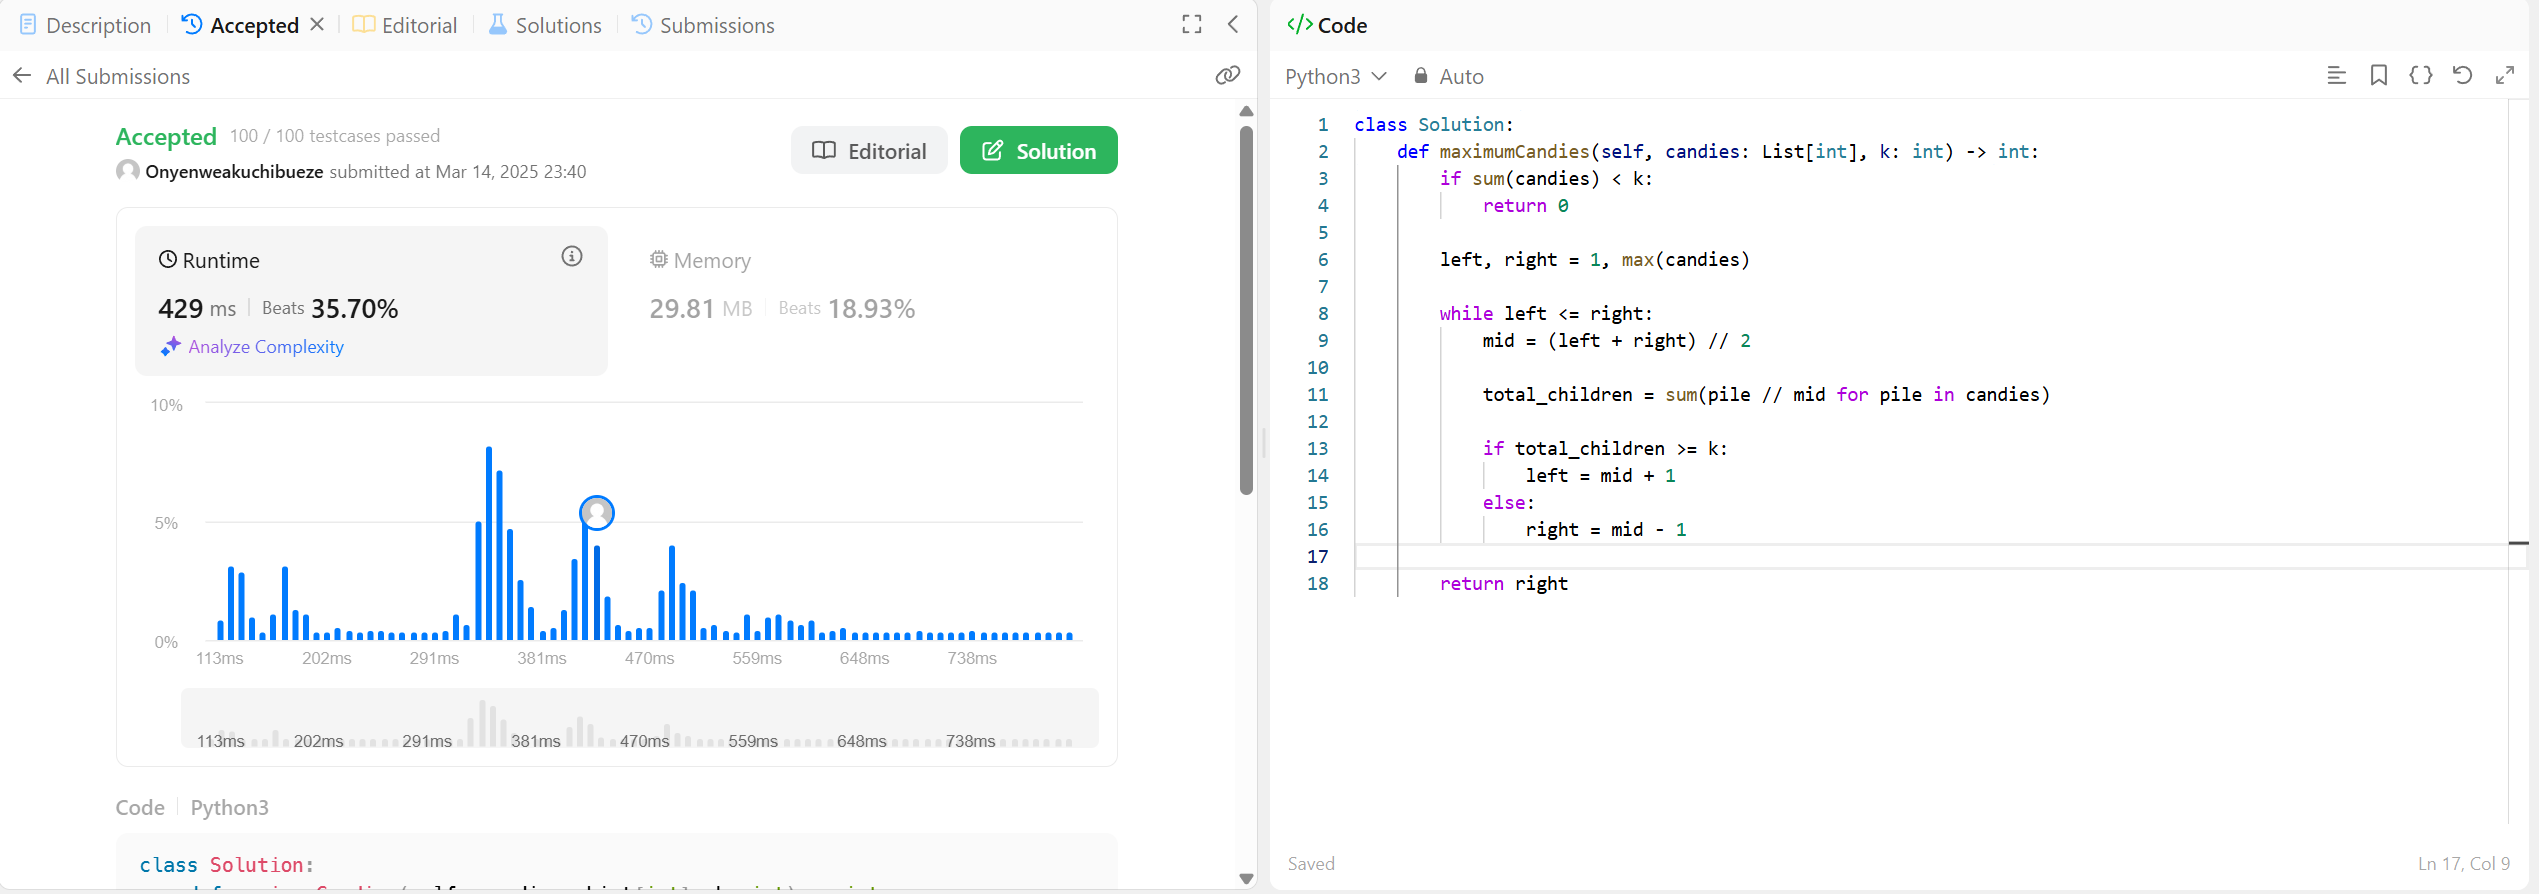 Description
Accepted
Editorial
Solutions
Submissions
All Submissions
Accepted 100 / 100 testcases passed
Onyenweakuchibueze submitted at Mar 14, 2025 23:40
Editorial
Solution
Runtime
429 ms Beats 35.70%
Analyze Complexity
Memory
29.81 MB Beats 18.93%
10%
5%
0%
113ms 202ms 291ms 381ms 470ms 559ms 648ms 738ms
113ms 202ms 291ms 381ms 470ms 559ms 648ms 738ms
Code Python3
class Solution:
</> Code
Python3 Auto
1 class Solution:
2 def maximumCandies(self, candies: List[int], k: int) -> int:
3 if sum(candies) < k:
4 return 0
5
6 left, right = 1, max(candies)
7
8 while left <= right:
9 mid = (left + right) // 2
10
11 total_children = sum(pile // mid for pile in candies)
12
13 if total_children >= k:
14 left = mid + 1
15 else:
16 right = mid - 1
17
18 return right
Saved
Ln 17, Col 9